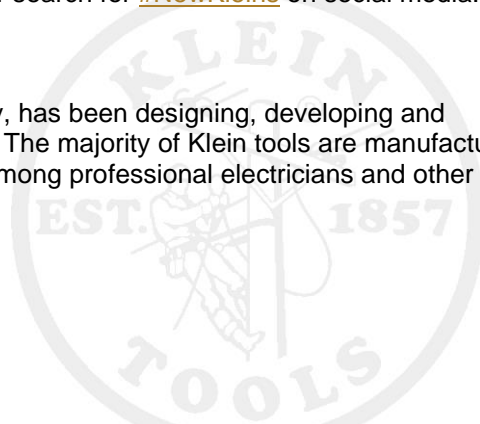 r search for #NewKleins on social media.
y, has been designing, developing and
The majority of Klein tools are manufactu
mong professional electricians and other
KLEIN
EST. 1857
TOOLS